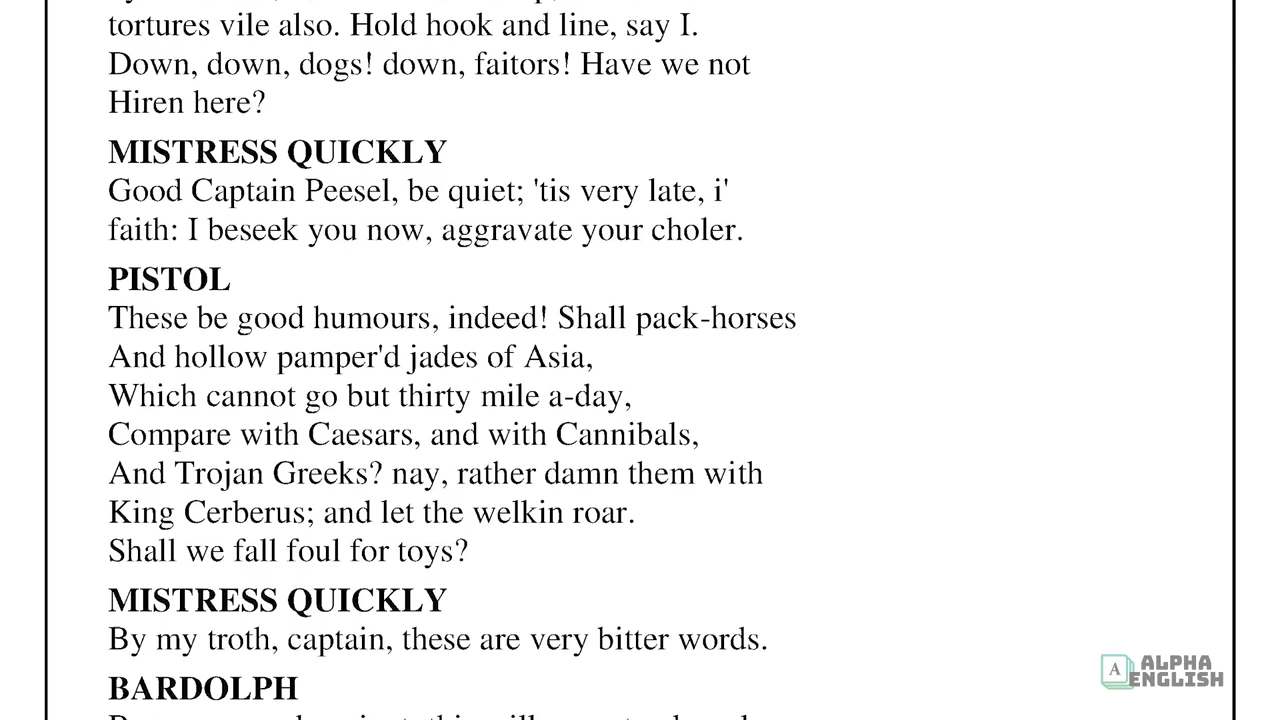 tortures vile also. Hold hook and line, say I.
Down, down, dogs! down, faitors! Have we not
Hiren here?
MISTRESS QUICKLY
Good Captain Peesel, be quiet; 'tis very late, i'
faith: I beseek you now, aggravate your choler.
PISTOL
These be good humours, indeed! Shall pack-horses
And hollow pamper'd jades of Asia,
Which cannot go but thirty mile a-day,
Compare with Caesars, and with Cannibals,
And Trojan Greeks? nay, rather damn them with
King Cerberus; and let the welkin roar.
Shall we fall foul for toys?
MISTRESS QUICKLY
By my troth, captain, these are very bitter words.
BARDOLPH
A ALPHA
ENGLISH